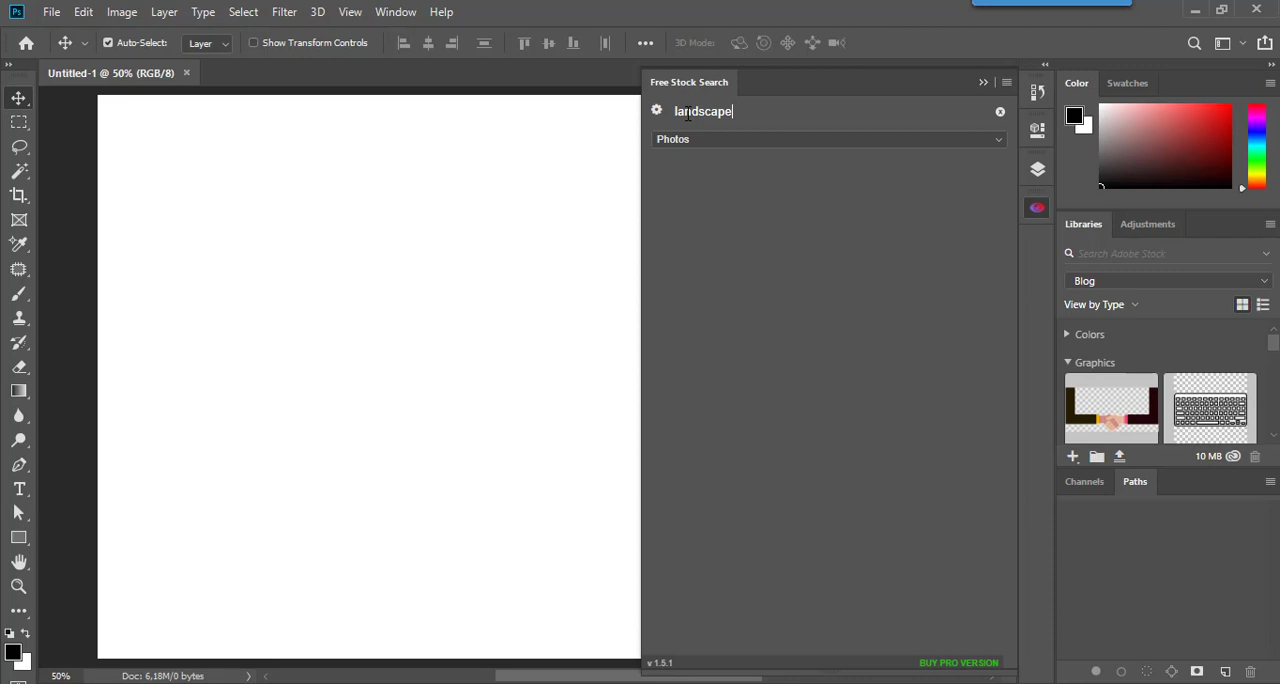 Ps File Edit Image Layer Type Select Filter 3D View Window Help
Auto-Select: Layer Show Transform Controls 3D Mode:
Untitled-1 @ 50% (RGB/8) ×
Free Stock Search
landscape
Photos
v 1.5.1 BUY PRO VERSION
50% Doc: 6,18M/0 bytes
Color Swatches
Libraries Adjustments
Search Adobe Stock
Blog
View by Type
Colors
Graphics
10 MB
Channels Paths